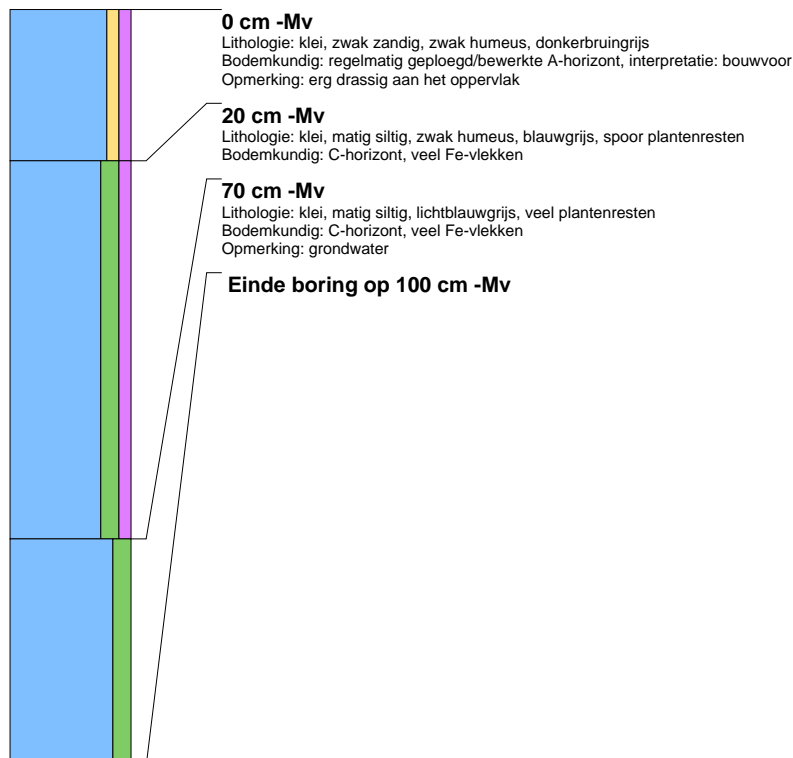 0 cm -Mv
Lithologie: klei, zwak zandig, zwak humeus, donkerbruingrijs
Bodemkundig: regelmatig geploegd/bewerkte A-horizont, interpretatie: bouwvoor
Opmerking: erg drassig aan het oppervlak
20 cm -Mv
Lithologie: klei, matig siltig, zwak humeus, blauwgrijs, spoor plantenresten
Bodemkundig: C-horizont, veel Fe-vlekken
70 cm -Mv
Lithologie: klei, matig siltig, lichtblauwgrijs, veel plantenresten
Bodemkundig: C-horizont, veel Fe-vlekken
Opmerking: grondwater
Einde boring op 100 cm -Mv